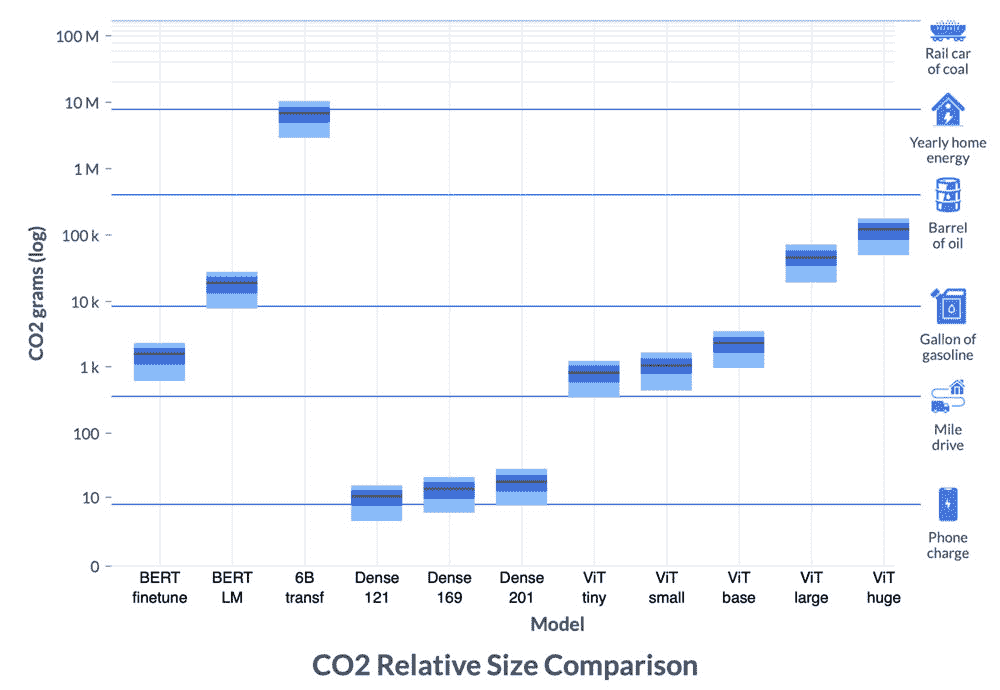 CO2 grams (log)
100 M
10 M
1 M
100 k
10 k
1 k
100
10
0
Rail car
of coal
Yearly home
energy
Barrel
of oil
Gallon of
gasoline
Mile
drive
Phone
charge
BERT
finetune
BERT
LM
6B
transf
Dense
121
Dense
169
Dense
201
ViT
tiny
ViT
small
ViT
base
ViT
large
ViT
huge
Model
CO2 Relative Size Comparison